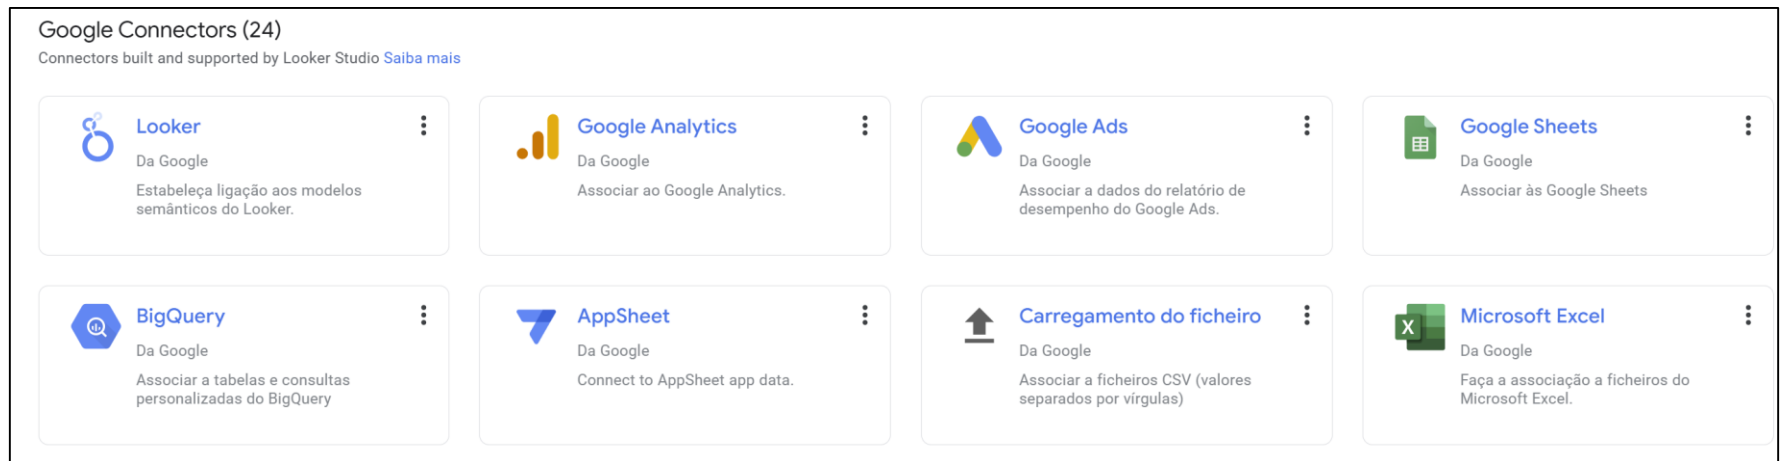 Google Connectors (24)
Connectors built and supported by Looker Studio Saiba mais
Looker
Da Google
Estabeleça ligação aos modelos
semânticos do Looker.
Google Analytics
Da Google
Associar ao Google Analytics.
Google Ads
Da Google
Associar a dados do relatório de
desempenho do Google Ads.
Google Sheets
Da Google
Associar às Google Sheets
BigQuery
Da Google
Associar a tabelas e consultas
personalizadas do BigQuery
AppSheet
Da Google
Connect to AppSheet app data.
Carregamento do ficheiro
Da Google
Associar a ficheiros CSV (valores
separados por vírgulas)
X
Microsoft Excel
Da Google
Faça a associação a ficheiros do
Microsoft Excel.